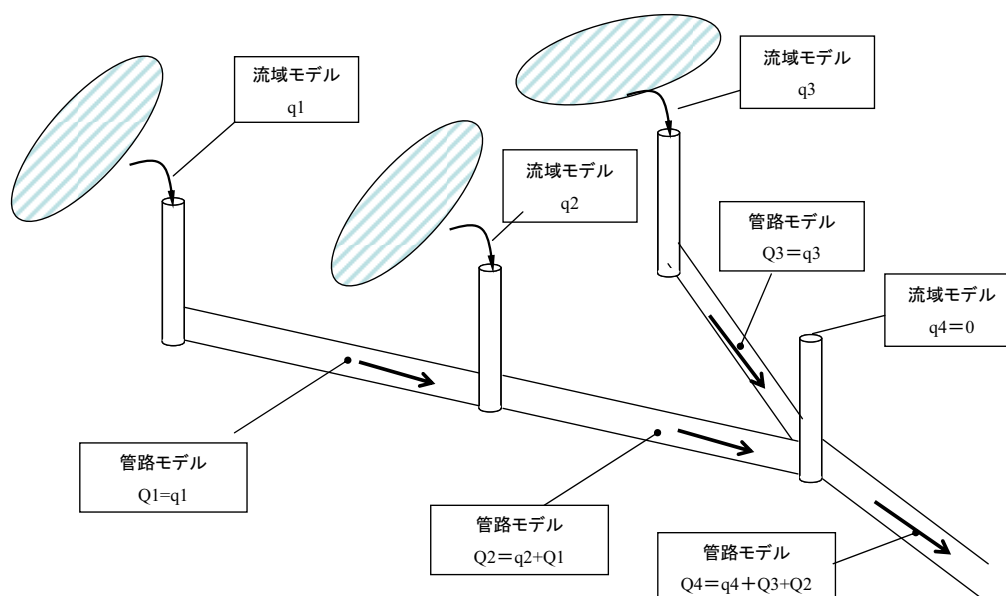 流域モデル
q1
流域モデル
q2
流域モデル
q3
管路モデル
Q3＝q3
流域モデル
q4＝0
管路モデル
Q1=q1
管路モデル
Q2＝q2+Q1
管路モデル
Q4＝q4＋Q3+Q2